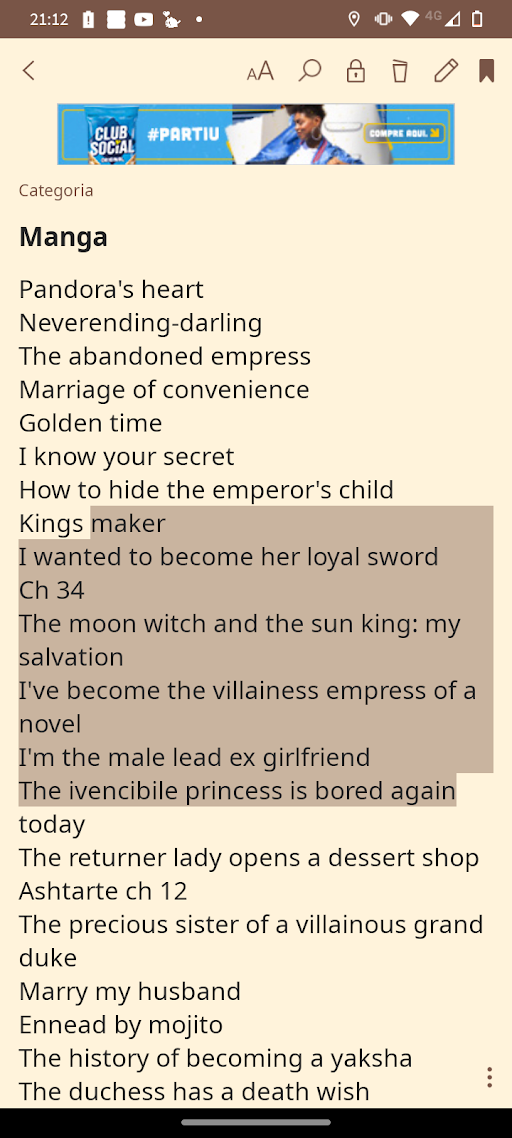 21:12
4G
AA
CLUB
SOCIAL
ORIGINAL
#PARTIU
COMPRE AQUI.
Categoria
Manga
Pandora's heart
Neverending-darling
The abandoned empress
Marriage of convenience
Golden time
I know your secret
How to hide the emperor's child
Kings maker
I wanted to become her loyal sword
Ch 34
The moon witch and the sun king: my
salvation
I've become the villainess empress of a
novel
I'm the male lead ex girlfriend
The ivencibile princess is bored again
today
The returner lady opens a dessert shop
Ashtarte ch 12
The precious sister of a villainous grand
duke
Marry my husband
Ennead by mojito
The history of becoming a yaksha
The duchess has a death wish